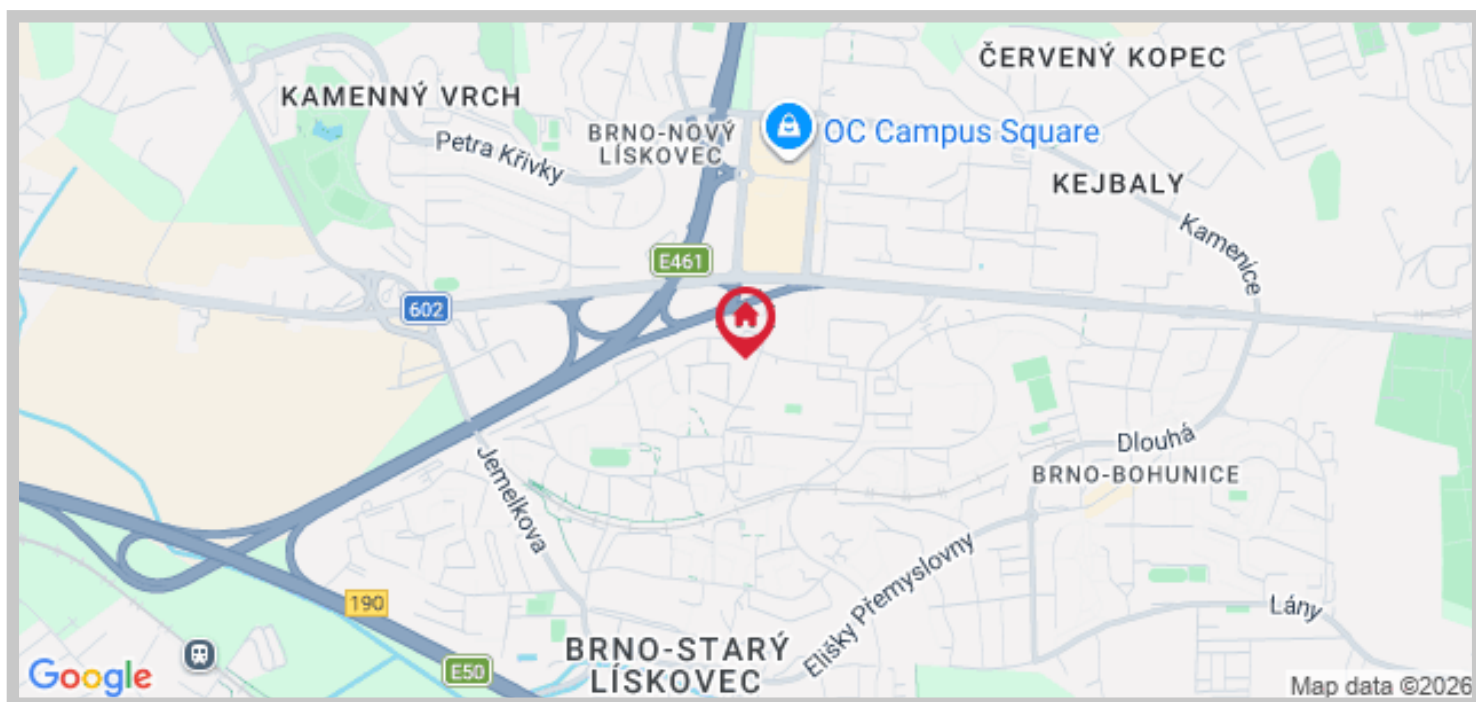 ČERVENÝ KOPEC
KAMENNÝ VRCH
BRNO-NOVÝ
LÍSKOVEC
OC Campus Square
Petra Křivky
KEJBALY
Kamenice
E461
602
Dlouhá
BRNO-BOHUNICE
Jemelkova
Elišky Přemyslovny
190
Lány
BRNO-STARÝ
LÍSKOVEC
E50
Google
Map data ©2026